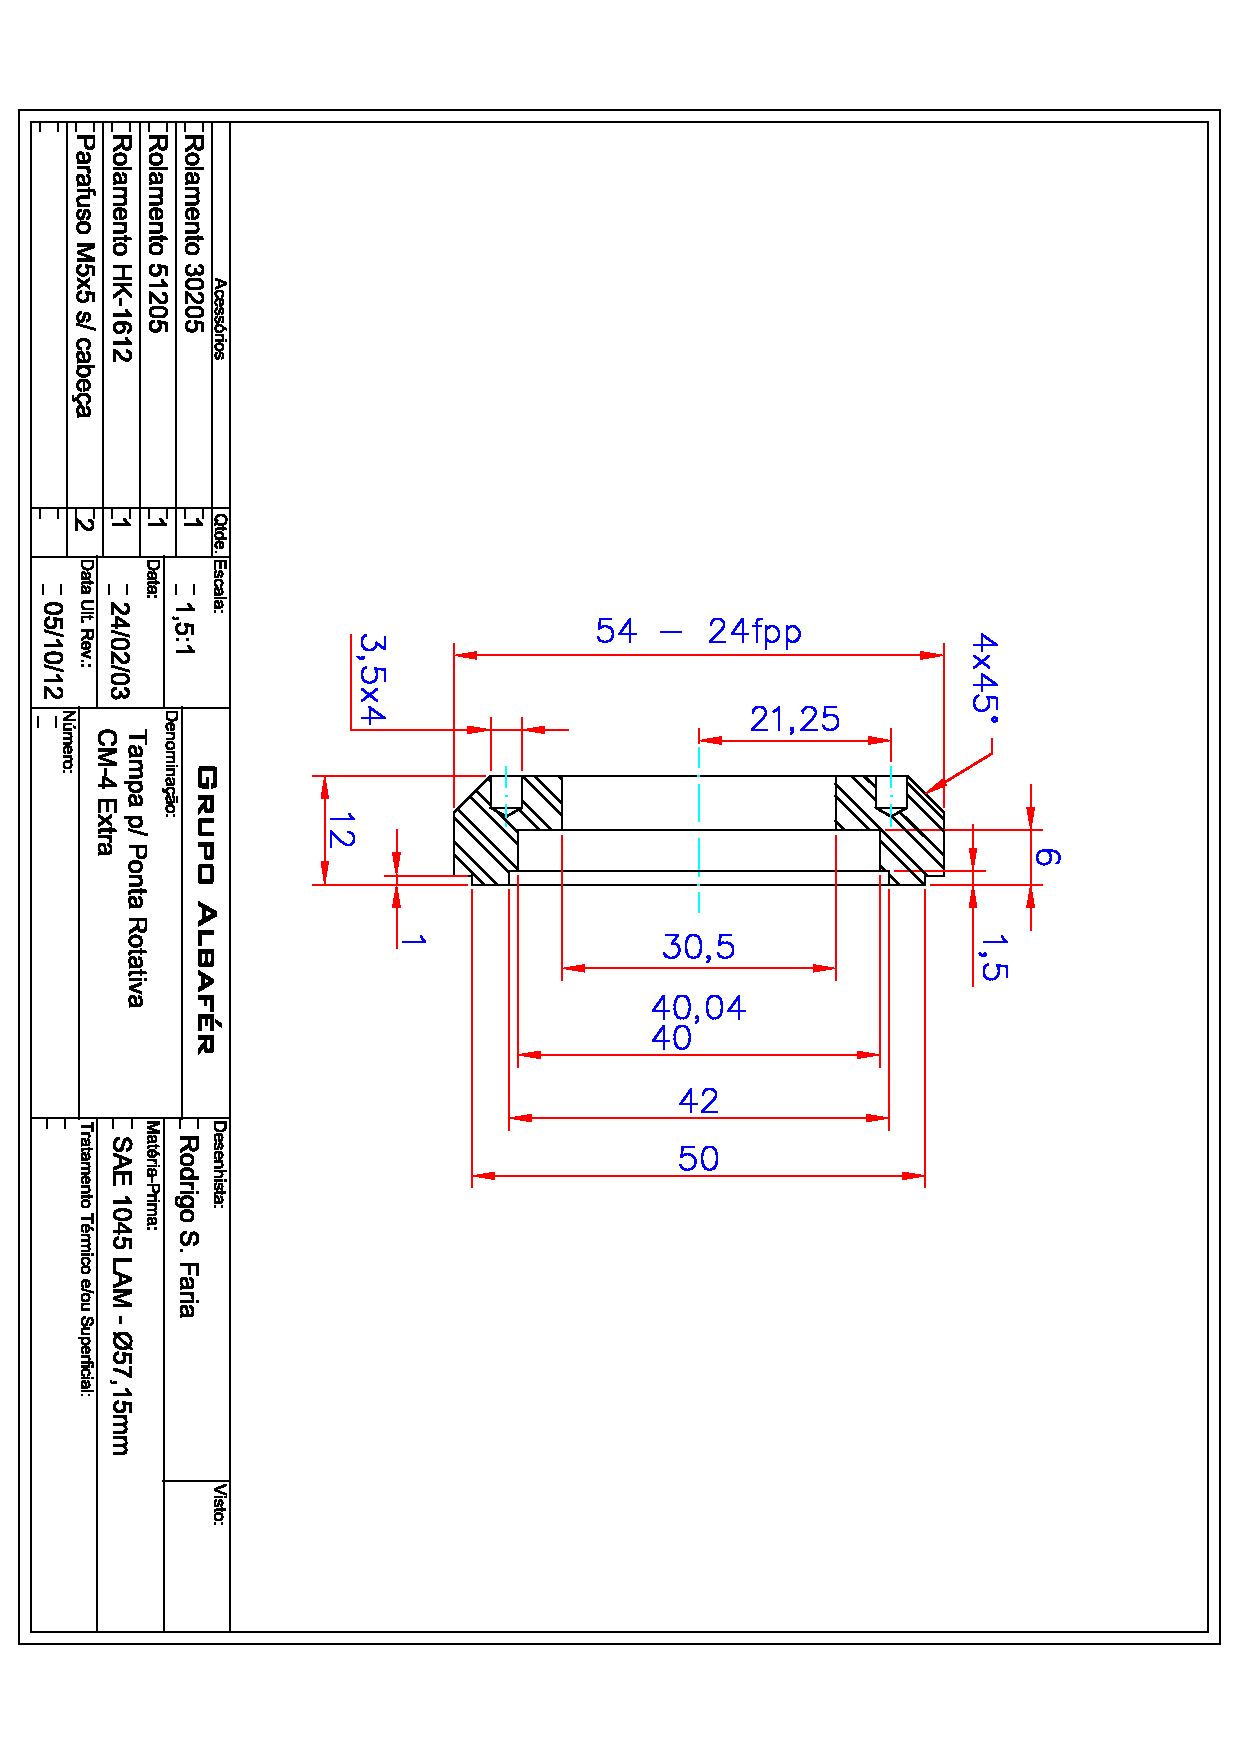 54 - 24fpp
4x45°
3,5x4
21,25
12
6
1
1,5
30,5
40,04
40
42
50
Acessórios
Qtde.
Rolamento 30205
1
Rolamento 51205
1
Rolamento HK-1612
1
Parafuso M5x5 s/ cabeça
2
Escala:
1,5:1
Data:
24/02/03
Data Ult. Rev.:
05/10/12
GRUPO ALBAFÉR
Denominação:
Tampa p/ Ponta Rotativa
CM-4 Extra
Número:
Desenhista:
Rodrigo S. Faria
Visto:
Matéria-Prima:
SAE 1045 LAM - Ø57,15mm
Tratamento Térmico e/ou Superficial: